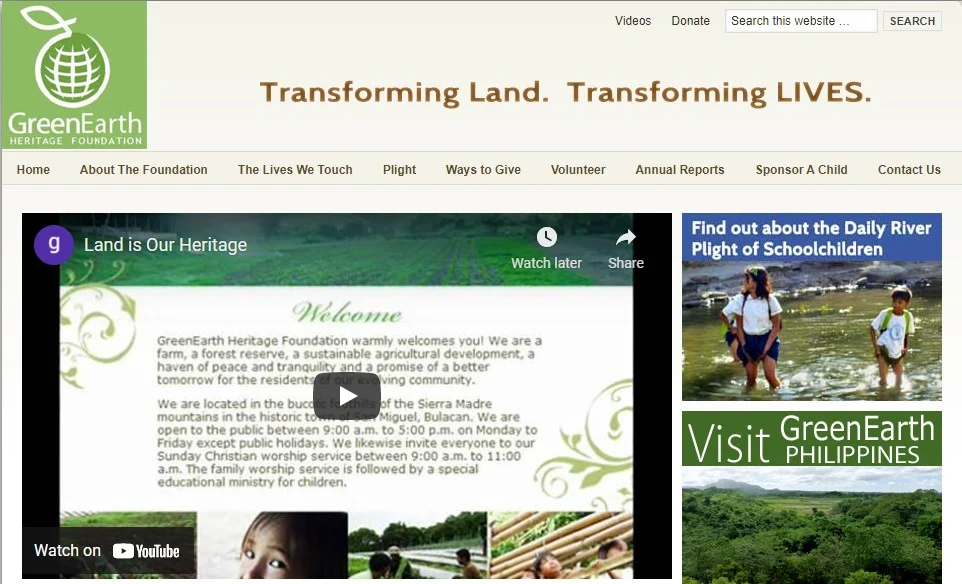 Videos
Donate
Search this website …
SEARCH
GreenEarth
HERITAGE FOUNDATION
Transforming Land. Transforming LIVES.
Home
About The Foundation
The Lives We Touch
Plight
Ways to Give
Volunteer
Annual Reports
Sponsor A Child
Contact Us
g
Land is Our Heritage
Watch later
Share
Welcome
GreenEarth Heritage Foundation warmly welcomes you! We are a
farm, a forest reserve, a sustainable agricultural development, a
haven of peace and tranquility and a promise of a better
tomorrow for the residents of our evolving community.
We are located in the bucolic foothills of the Sierra Madre
mountains in the historic town of San Miguel, Bulacan. We are
open to the public between 9:00 a.m. to 5:00 p.m. on Monday to
Friday except public holidays. We likewise invite everyone to our
Sunday Christian worship service between 9:00 a.m. to 11:00
a.m. The family worship service is followed by a special
educational ministry for children.
Watch on YouTube
Find out about the Daily River
Plight of Schoolchildren
Visit GreenEarth
PHILIPPINES